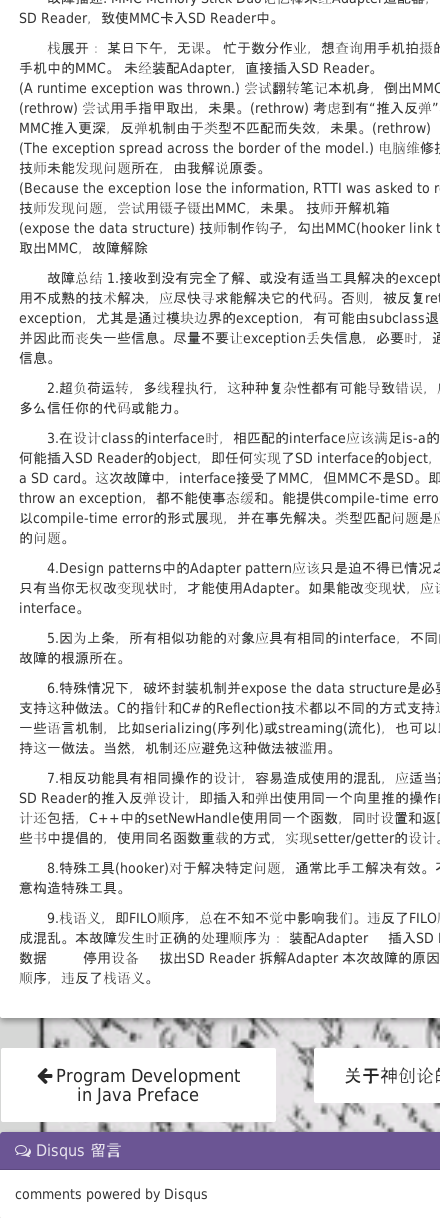 SD Reader，致使MMC卡入SD Reader中。
栈展开 ：某日下午，无课。 忙于数分作业，想查询用手机拍摄的
手机中的MMC。 未经装配Adapter，直接插入SD Reader。
(A runtime exception was thrown.) 尝试翻转笔记本机身，倒出MMC
(rethrow) 尝试用手指甲取出，未果。(rethrow) 考虑到有“推入反弹”
MMC推入更深，反弹机制由于类型不匹配而失效，未果。(rethrow)
(The exception spread across the border of the model.) 电脑维修技
技师未能发现问题所在，由我解说原委。
(Because the exception lose the information, RTTI was asked to r
技师发现问题，尝试用镊子镊出MMC，未果。 技师开解机箱
(expose the data structure) 技师制作钩子，勾出MMC(hooker link t
取出MMC，故障解除
故障总结 1.接收到没有完全了解、或没有适当工具解决的except
用不成熟的技术解决，应尽快寻求能解决它的代码。否则，被反复ret
exception，尤其是通过模块边界的exception，有可能由subclass退
并因此而丧失一些信息。尽量不要让exception丢失信息，必要时，通
信息。
2.超负荷运转，多线程执行，这种种复杂性都有可能导致错误，
多么信任你的代码或能力。
3.在设计class的interface时，相匹配的interface应该满足is-a的
何能插入SD Reader的object，即任何实现了SD interface的object，
a SD card。这次故障中，interface接受了MMC，但MMC不是SD。即
throw an exception，都不能使事态缓和。能提供compile-time erro
以compile-time error的形式展现，并在事先解决。类型匹配问题是应
的问题。
4.Design patterns中的Adapter pattern应该只是迫不得已情况之
只有当你无权改变现状时，才能使用Adapter。如果能改变现状，应该
interface。
5.因为上条，所有相似功能的对象应具有相同的interface，不同的
故障的根源所在。
6.特殊情况下，破坏封装机制并expose the data structure是必要
支持这种做法。C的指针和C#的Reflection技术都以不同的方式支持这
一些语言机制，比如serializing(序列化)或streaming(流化)，也可以
持这一做法。当然，机制还应避免这种做法被滥用。
7.相反功能具有相同操作的设计，容易造成使用的混乱，应适当
SD Reader的推入反弹设计，即插入和弹出使用同一个向里推的操作的
计还包括，C++中的setNewHandle使用同一个函数，同时设置和返回
些书中提倡的，使用同名函数重载的方式，实现setter/getter的设计。
8.特殊工具(hooker)对于解决特定问题，通常比手工解决有效。不
意构造特殊工具。
9.栈语义，即FILO顺序，总在不知不觉中影响我们。违反了FILO
成混乱。本故障发生时正确的处理顺序为 ：装配Adapter 插入SD
数据 停用设备 拔出SD Reader 拆解Adapter 本次故障的原因
顺序，违反了栈语义。
Program Development
in Java Preface
关于神创论的
Disqus 留言
comments powered by Disqus